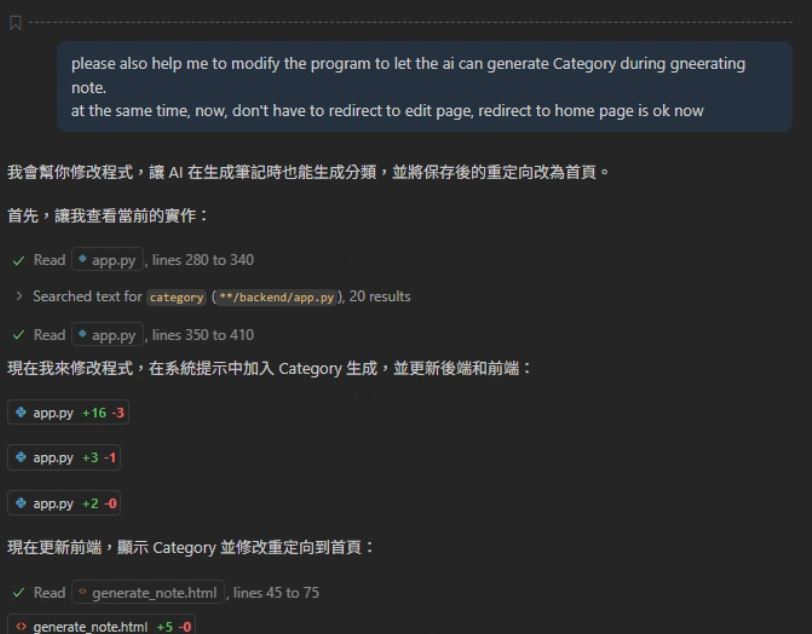 please also help me to modify the program to let the ai can generate Category during gneerating
note.
at the same time, now, don't have to redirect to edit page, redirect to home page is ok now
我會幫你修改程式，讓 AI 在生成筆記時也能生成分類，並將保存後的重定向改為首頁。
首先，讓我查看當前的實作：
Read app.py, lines 280 to 340
Searched text for category (**/backend/app.py), 20 results
Read app.py, lines 350 to 410
現在我來修改程式，在系統提示中加入 Category 生成，並更新後端和前端：
app.py +16 -3
app.py +3 -1
app.py +2 -0
現在更新前端，顯示 Category 並修改重定向到首頁：
Read generate_note.html, lines 45 to 75
generate_note.html +5 -0